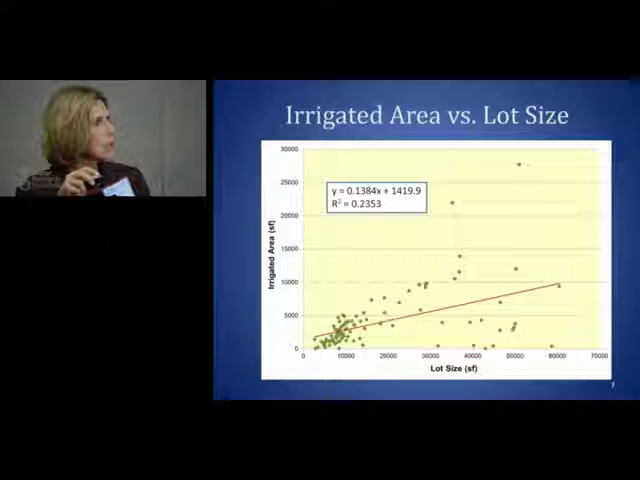 Irrigated Area vs. Lot Size
y = 0.1384x + 1419.9
R² = 0.2353
Irrigated Area (sf)
30000
25000
20000
15000
10000
5000
0
0 10000 20000 30000 40000 50000 60000 70000
Lot Size (sf)
7